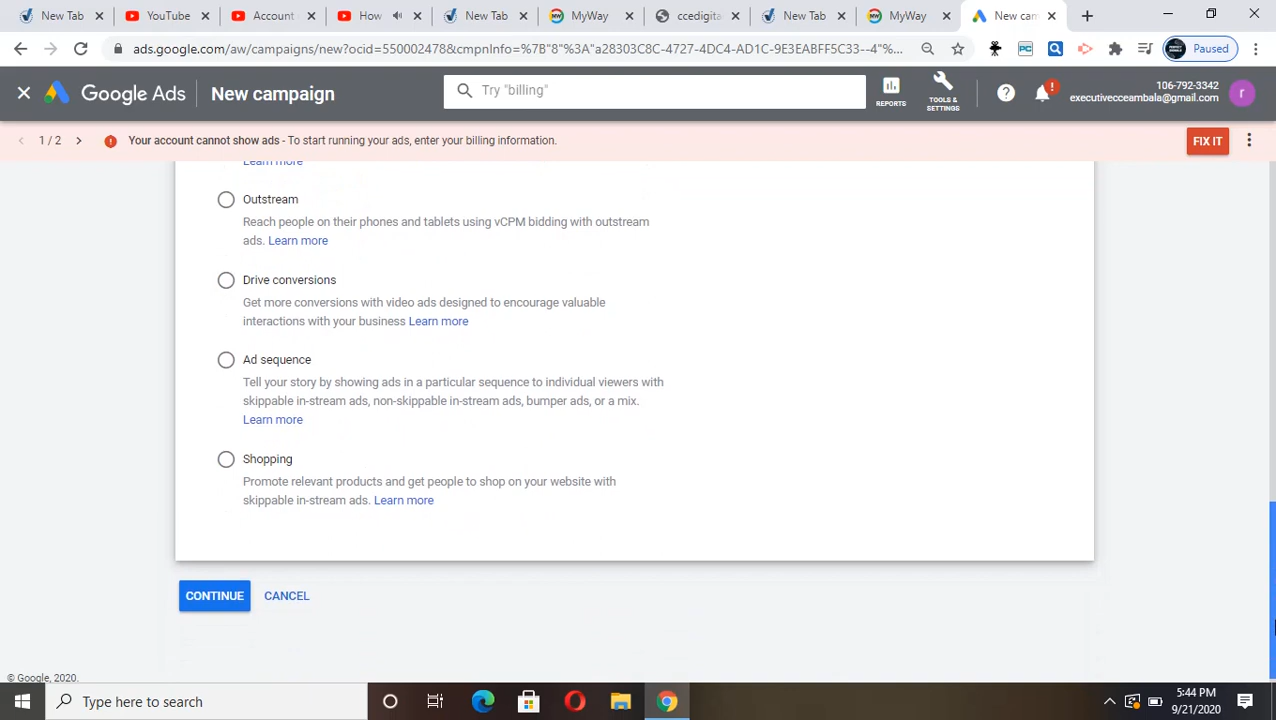 New Tab
YouTube
Account
How
New Tab
MyWay
ccedigita
New Tab
MyWay
New cam
ads.google.com/aw/campaigns/new?ocid=550002478&cmpnInfo=%7B"8"%3A"a28303C8C-4727-4DC4-AD1C-9E3EABFF5C33--4"%...
Paused
Google Ads
New campaign
Try "billing"
REPORTS
TOOLS &
SETTINGS
106-792-3342
executivecceambala@gmail.com
r
1 / 2
Your account cannot show ads - To start running your ads, enter your billing information.
FIX IT
Learn more
Outstream
Reach people on their phones and tablets using vCPM bidding with outstream
ads. Learn more
Drive conversions
Get more conversions with video ads designed to encourage valuable
interactions with your business Learn more
Ad sequence
Tell your story by showing ads in a particular sequence to individual viewers with
skippable in-stream ads, non-skippable in-stream ads, bumper ads, or a mix.
Learn more
Shopping
Promote relevant products and get people to shop on your website with
skippable in-stream ads. Learn more
CONTINUE
CANCEL
© Google, 2020.
Type here to search
5:44 PM
9/21/2020